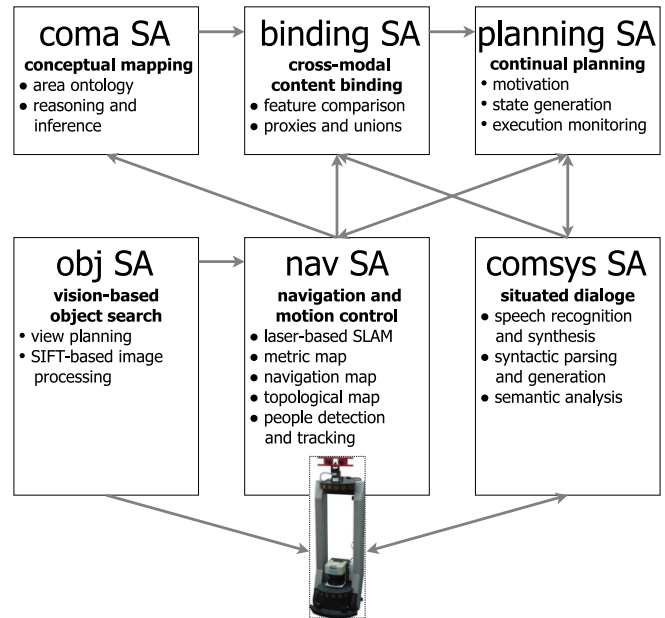 coma SA
conceptual mapping
● area ontology
● reasoning and
inference
binding SA
cross-modal
content binding
● feature comparison
● proxies and unions
planning SA
continual planning
• motivation
• state generation
• execution monitoring
obj SA
vision-based
object search
• view planning
• SIFT-based image
processing
nav SA
navigation and
motion control
● laser-based SLAM
● metric map
● navigation map
● topological map
● people detection
and tracking
comsys SA
situated dialoge
● speech recognition
and synthesis
● syntactic parsing
and generation
● semantic analysis